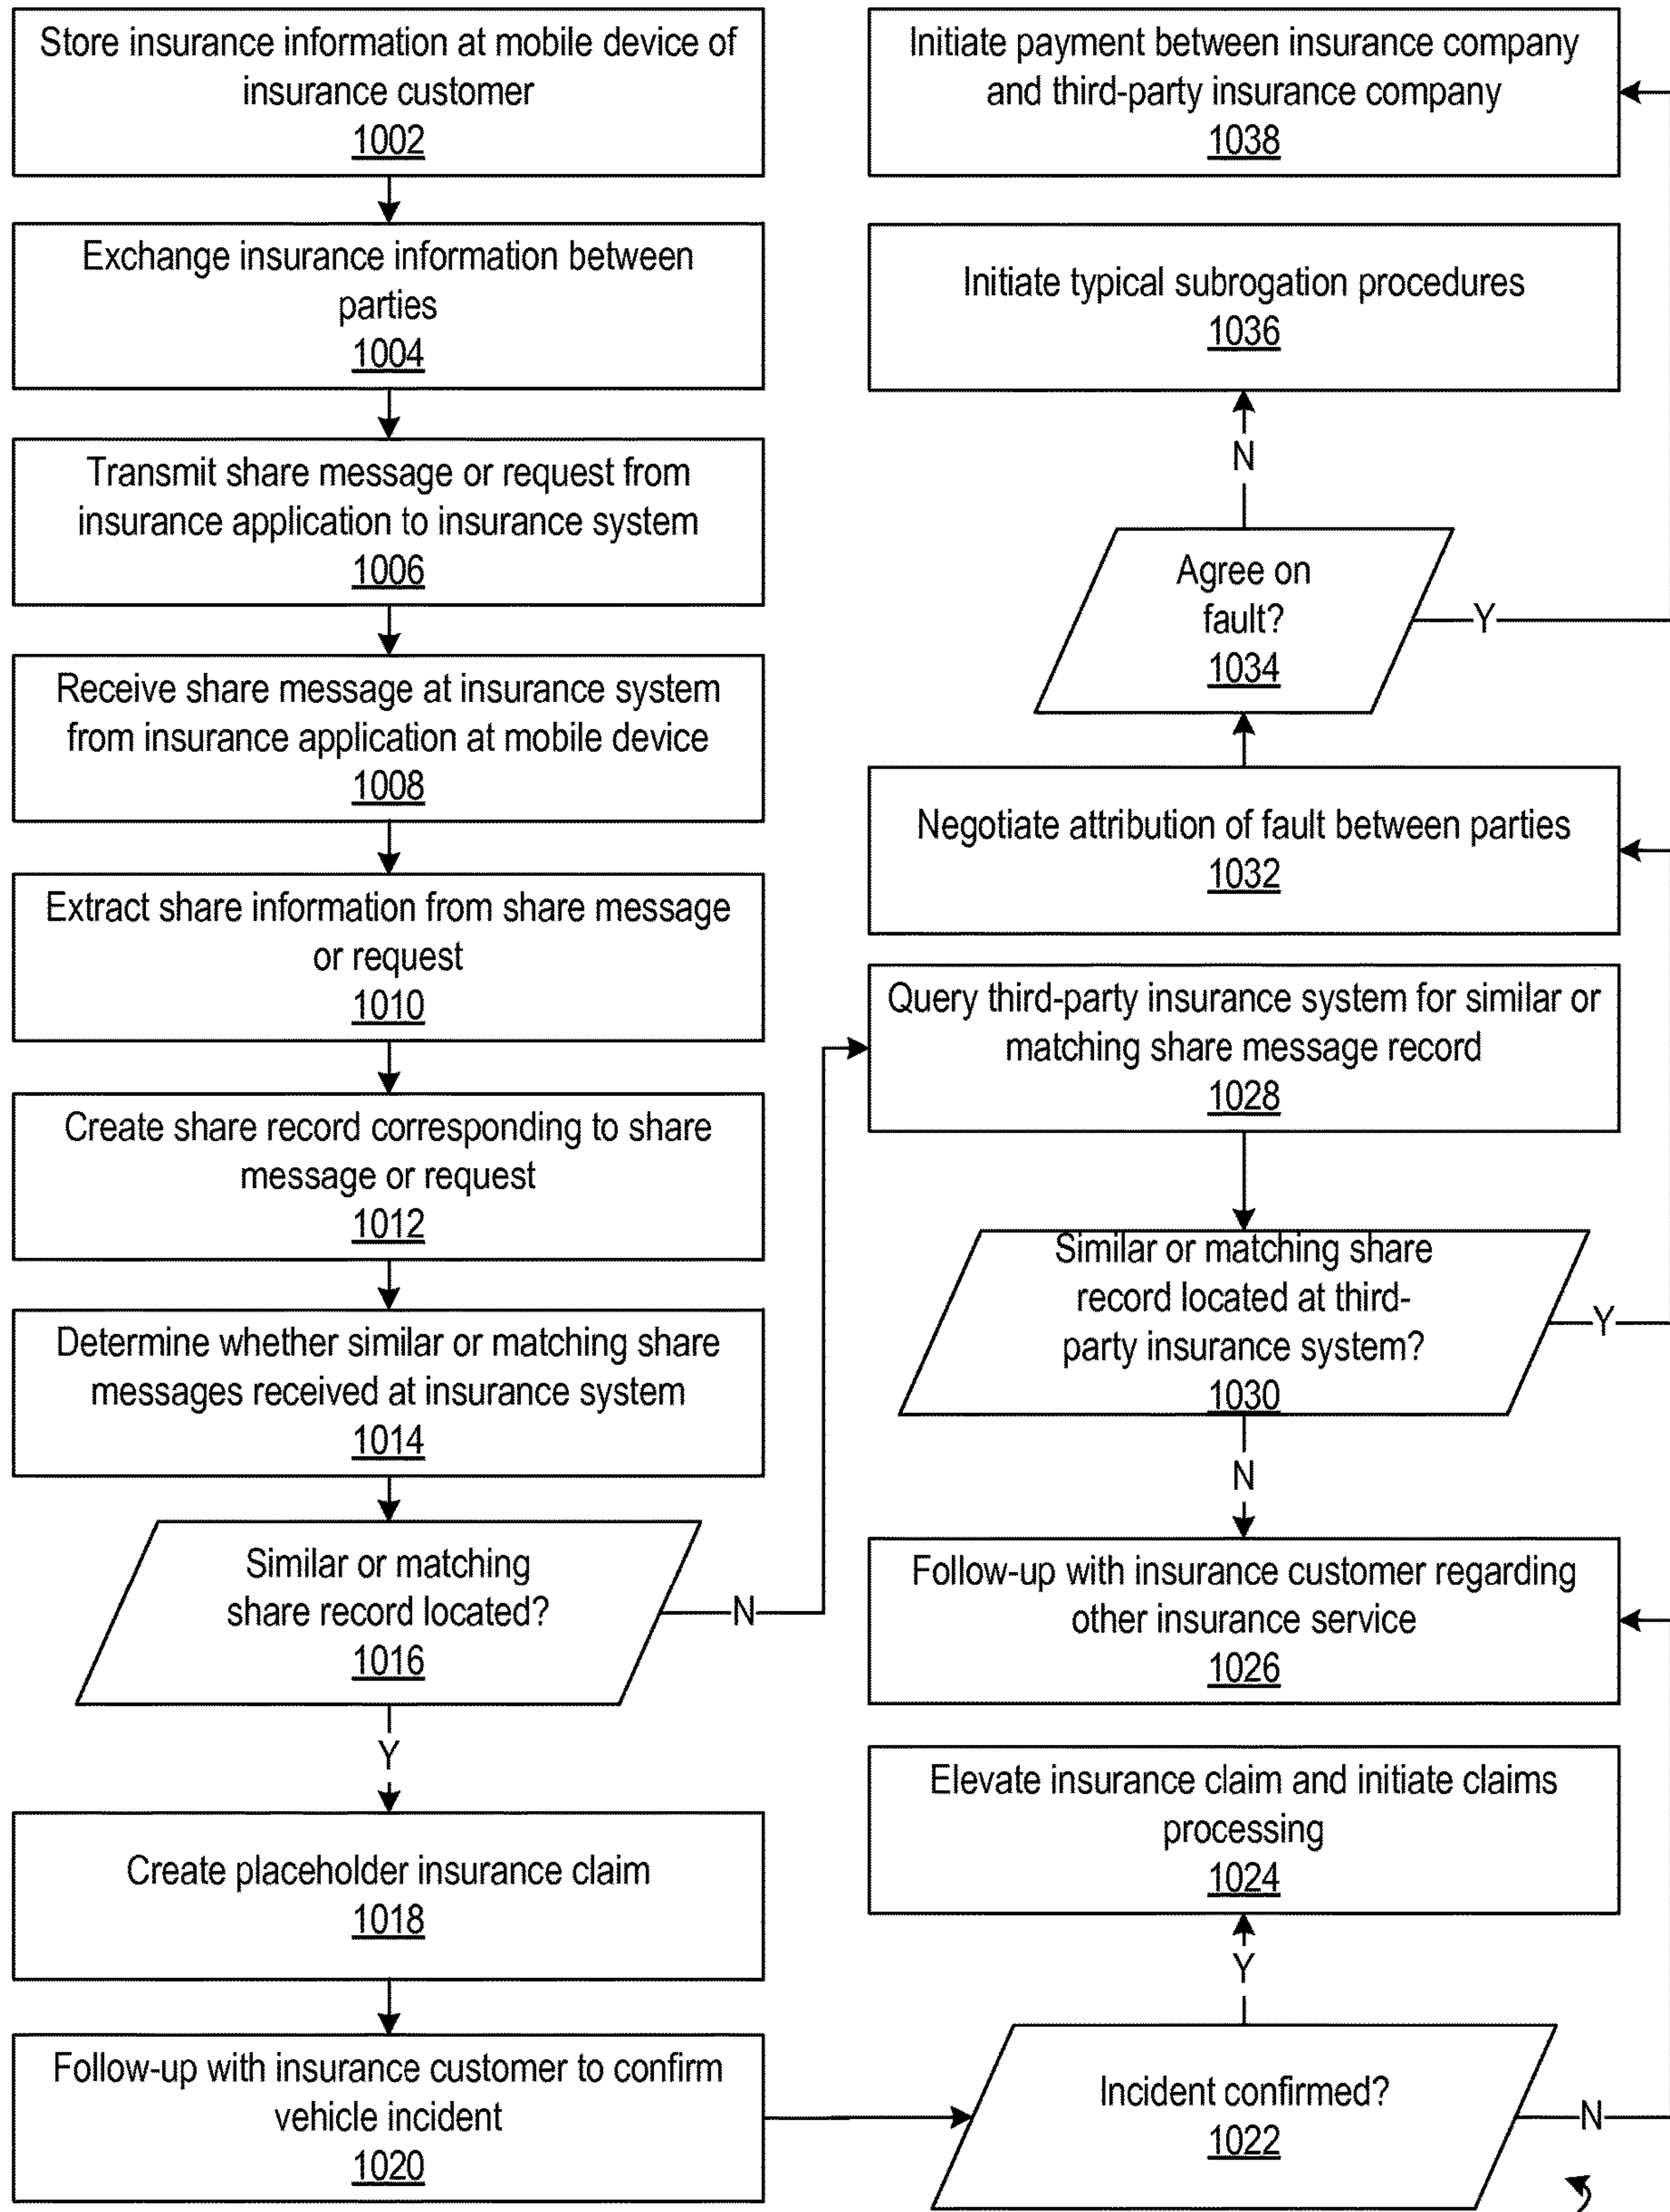 Store insurance information at mobile device of
insurance customer
1002
Exchange insurance information between
parties
1004
Transmit share message or request from
insurance application to insurance system
1006
Receive share message at insurance system
from insurance application at mobile device
1008
Extract share information from share message
or request
1010
Create share record corresponding to share
message or request
1012
Determine whether similar or matching share
messages received at insurance system
1014
Similar or matching
share record located?
1016
N
Y
Create placeholder insurance claim
1018
Follow-up with insurance customer to confirm
vehicle incident
1020
Initiate payment between insurance company
and third-party insurance company
1038
Initiate typical subrogation procedures
1036
N
Agree on
fault?
1034
Y
Negotiate attribution of fault between parties
1032
Query third-party insurance system for similar or
matching share message record
1028
Similar or matching share
record located at third-
party insurance system?
1030
Y
N
Follow-up with insurance customer regarding
other insurance service
1026
Elevate insurance claim and initiate claims
processing
1024
Y
Incident confirmed?
1022
N